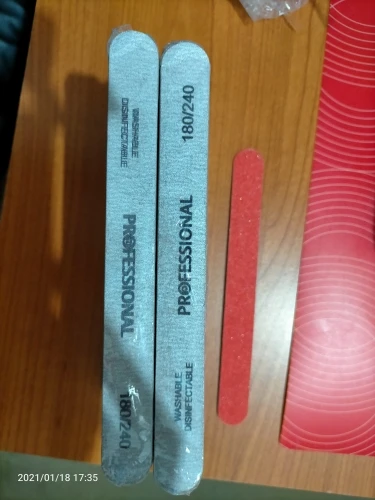 WASHABLE
DISINFECTABLE
PROFESSIONAL
180/240
180/240
PROFESSIONAL
WASHABLE
DISINFECTABLE
2021/01/18 17:35